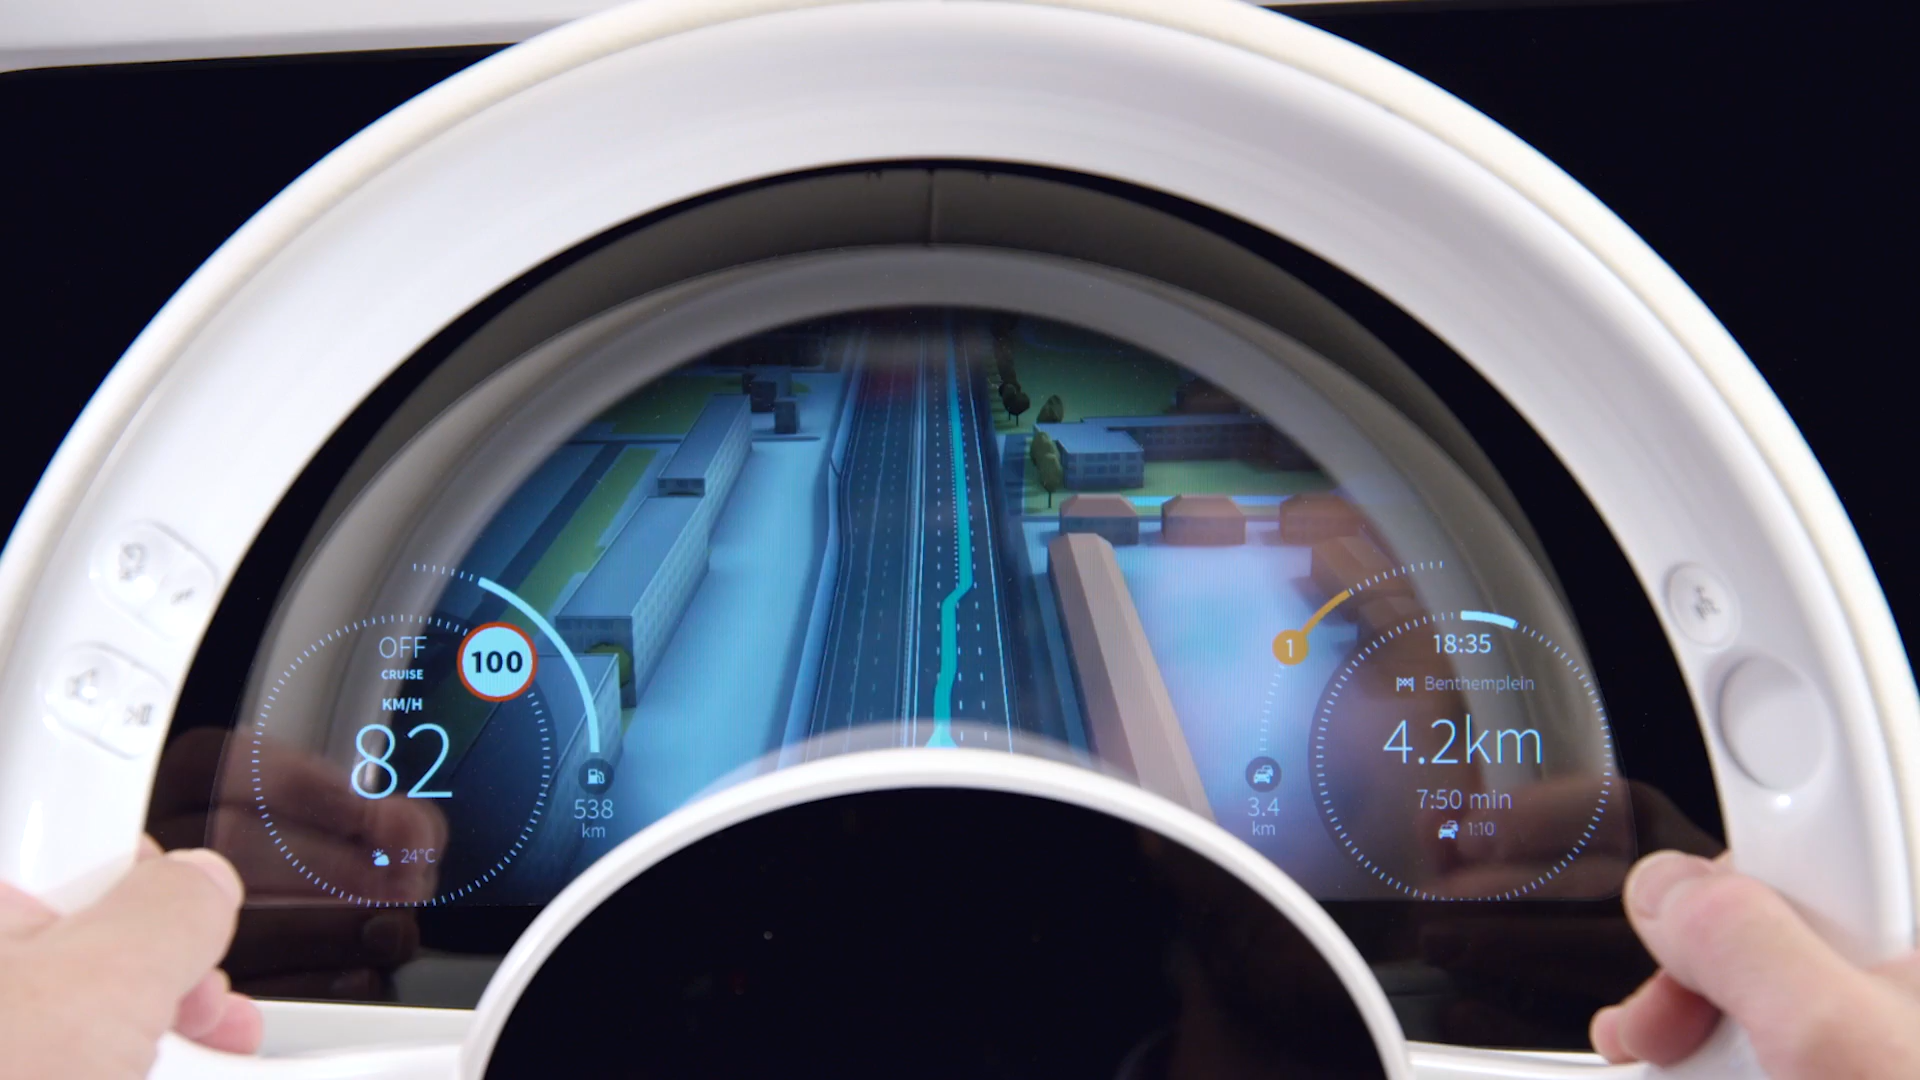 OFF
CRUISE
100
KM/H
82
24°C
538
km
1
3.4
km
18:35
Benthemplein
4.2km
7:50 min
1:10